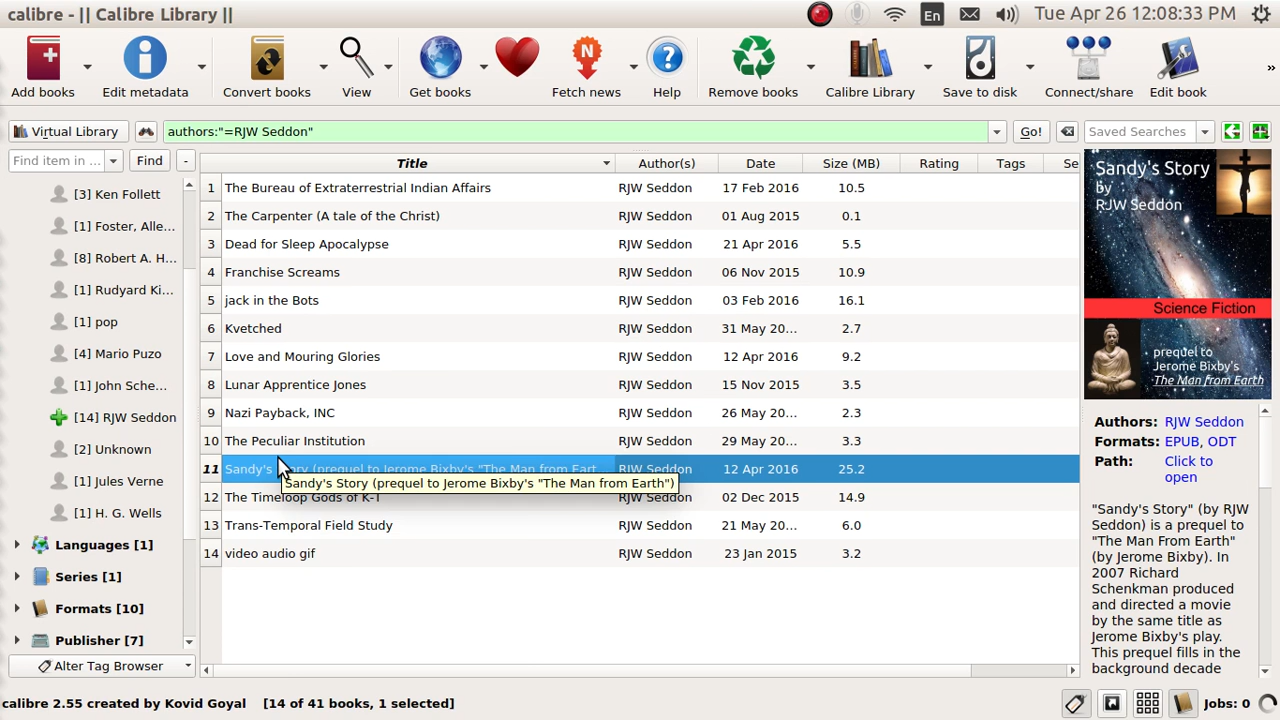 calibre - || Calibre Library ||
En
Tue Apr 26 12:08:33 PM
Add books
Edit metadata
Convert books
View
Get books
N
Fetch news
?
Help
Remove books
Calibre Library
Save to disk
Connect/share
Edit book
»
Virtual Library
authors:"=RJW Seddon"
Go!
Saved Searches
Find item in ...
Find
-
Title
Author(s)
Date
Size (MB)
Rating
Tags
Se
[3] Ken Follett
[1] Foster, Alle...
[8] Robert A. H...
[1] Rudyard Ki...
[1] pop
[4] Mario Puzo
[1] John Sche...
[14] RJW Seddon
[2] Unknown
[1] Jules Verne
[1] H. G. Wells
Languages [1]
Series [1]
Formats [10]
Publisher [7]
Alter Tag Browser
1 The Bureau of Extraterrestrial Indian Affairs RJW Seddon 17 Feb 2016 10.5
2 The Carpenter (A tale of the Christ) RJW Seddon 01 Aug 2015 0.1
3 Dead for Sleep Apocalypse RJW Seddon 21 Apr 2016 5.5
4 Franchise Screams RJW Seddon 06 Nov 2015 10.9
5 jack in the Bots RJW Seddon 03 Feb 2016 16.1
6 Kvetched RJW Seddon 31 May 20... 2.7
7 Love and Mouring Glories RJW Seddon 12 Apr 2016 9.2
8 Lunar Apprentice Jones RJW Seddon 15 Nov 2015 3.5
9 Nazi Payback, INC RJW Seddon 26 May 20... 2.3
10 The Peculiar Institution RJW Seddon 29 May 20... 3.3
11 Sandy's Story (prequel to Jerome Bixby's "The Man from Eart... RJW Seddon 12 Apr 2016 25.2
Sandy's Story (prequel to Jerome Bixby's "The Man from Earth")
12 The Timeloop Gods of K-T RJW Seddon 02 Dec 2015 14.9
13 Trans-Temporal Field Study RJW Seddon 21 May 20... 6.0
14 video audio gif RJW Seddon 23 Jan 2015 3.2
Sandy's Story
by
RJW Seddon
Science Fiction
prequel to
Jerome Bixby's
The Man from Earth
Authors: RJW Seddon
Formats: EPUB, ODT
Path: Click to
open
"Sandy's Story" (by RJW
Seddon) is a prequel to
"The Man From Earth"
(by Jerome Bixby). In
2007 Richard
Schenkman produced
and directed a movie
by the same title as
Jerome Bixby's play.
This prequel fills in the
background decade
calibre 2.55 created by Kovid Goyal [14 of 41 books, 1 selected]
Jobs: 0